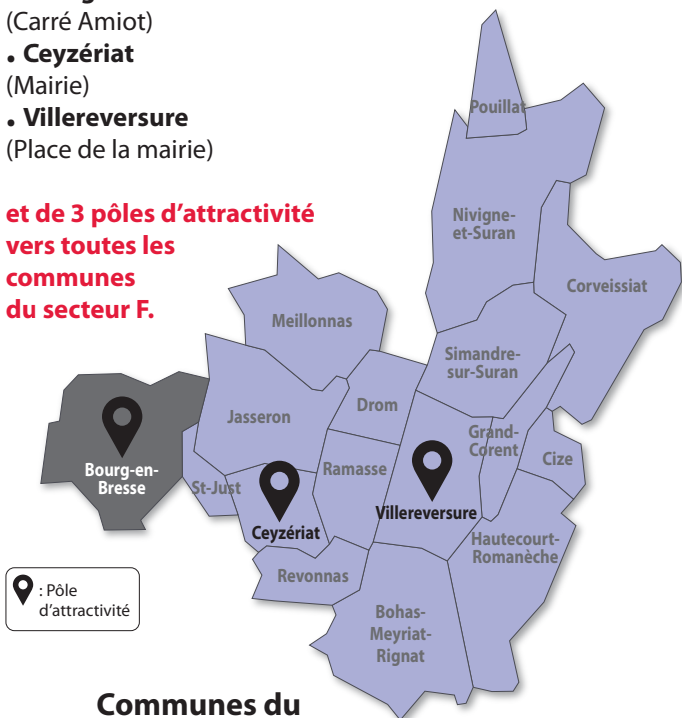 (Carré Amiot)
. Ceyzériat
(Mairie)
. Villereversure
(Place de la mairie)
et de 3 pôles d’attractivité
vers toutes les
communes
du secteur F.
Pouillat
Nivigne-
et-Suran
Corveissiat
Meillonnas
Simandre-
sur-Suran
Drom
Jasseron
Grand-
Corent
Cize
Bourg-en-
Bresse
St-Just
Ramasse
Ceyzériat
Villereversure
Hautecourt-
Romanèche
Revonnas
: Pôle
d’attractivité
Bohas-
Meyriat-
Rignat
Communes du